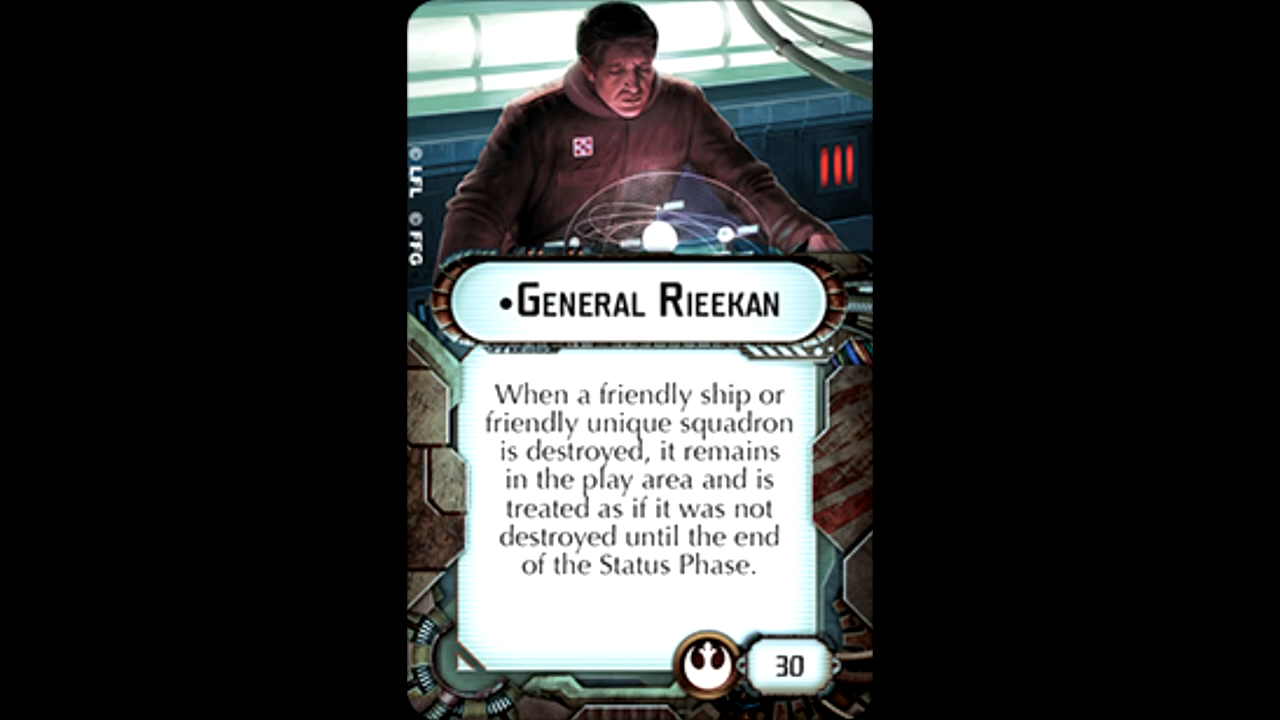 © LFL © FFG
•General Rieekan
When a friendly ship or
friendly unique squadron
is destroyed, it remains
in the play area and is
treated as if it was not
destroyed until the end
of the Status Phase.
30